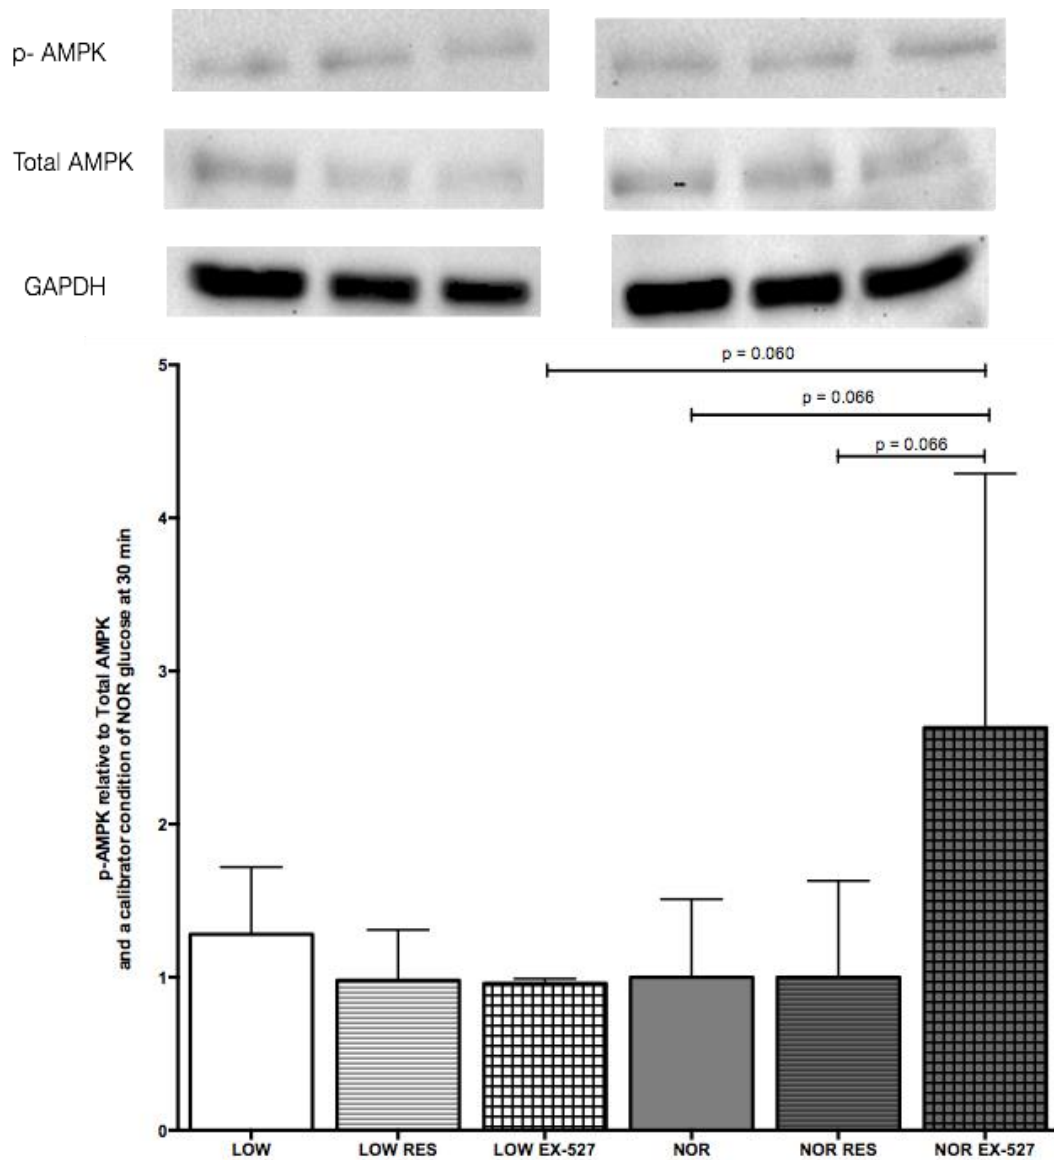 p- AMPK
Total AMPK
GAPDH
p = 0.060
p = 0.066
p = 0.066
5
4
3
2
1
0
p-AMPK relative to Total AMPK
and a calibrator condition of NOR glucose at 30 min
LOW LOW RES LOW EX-527 NOR NOR RES NOR EX-527